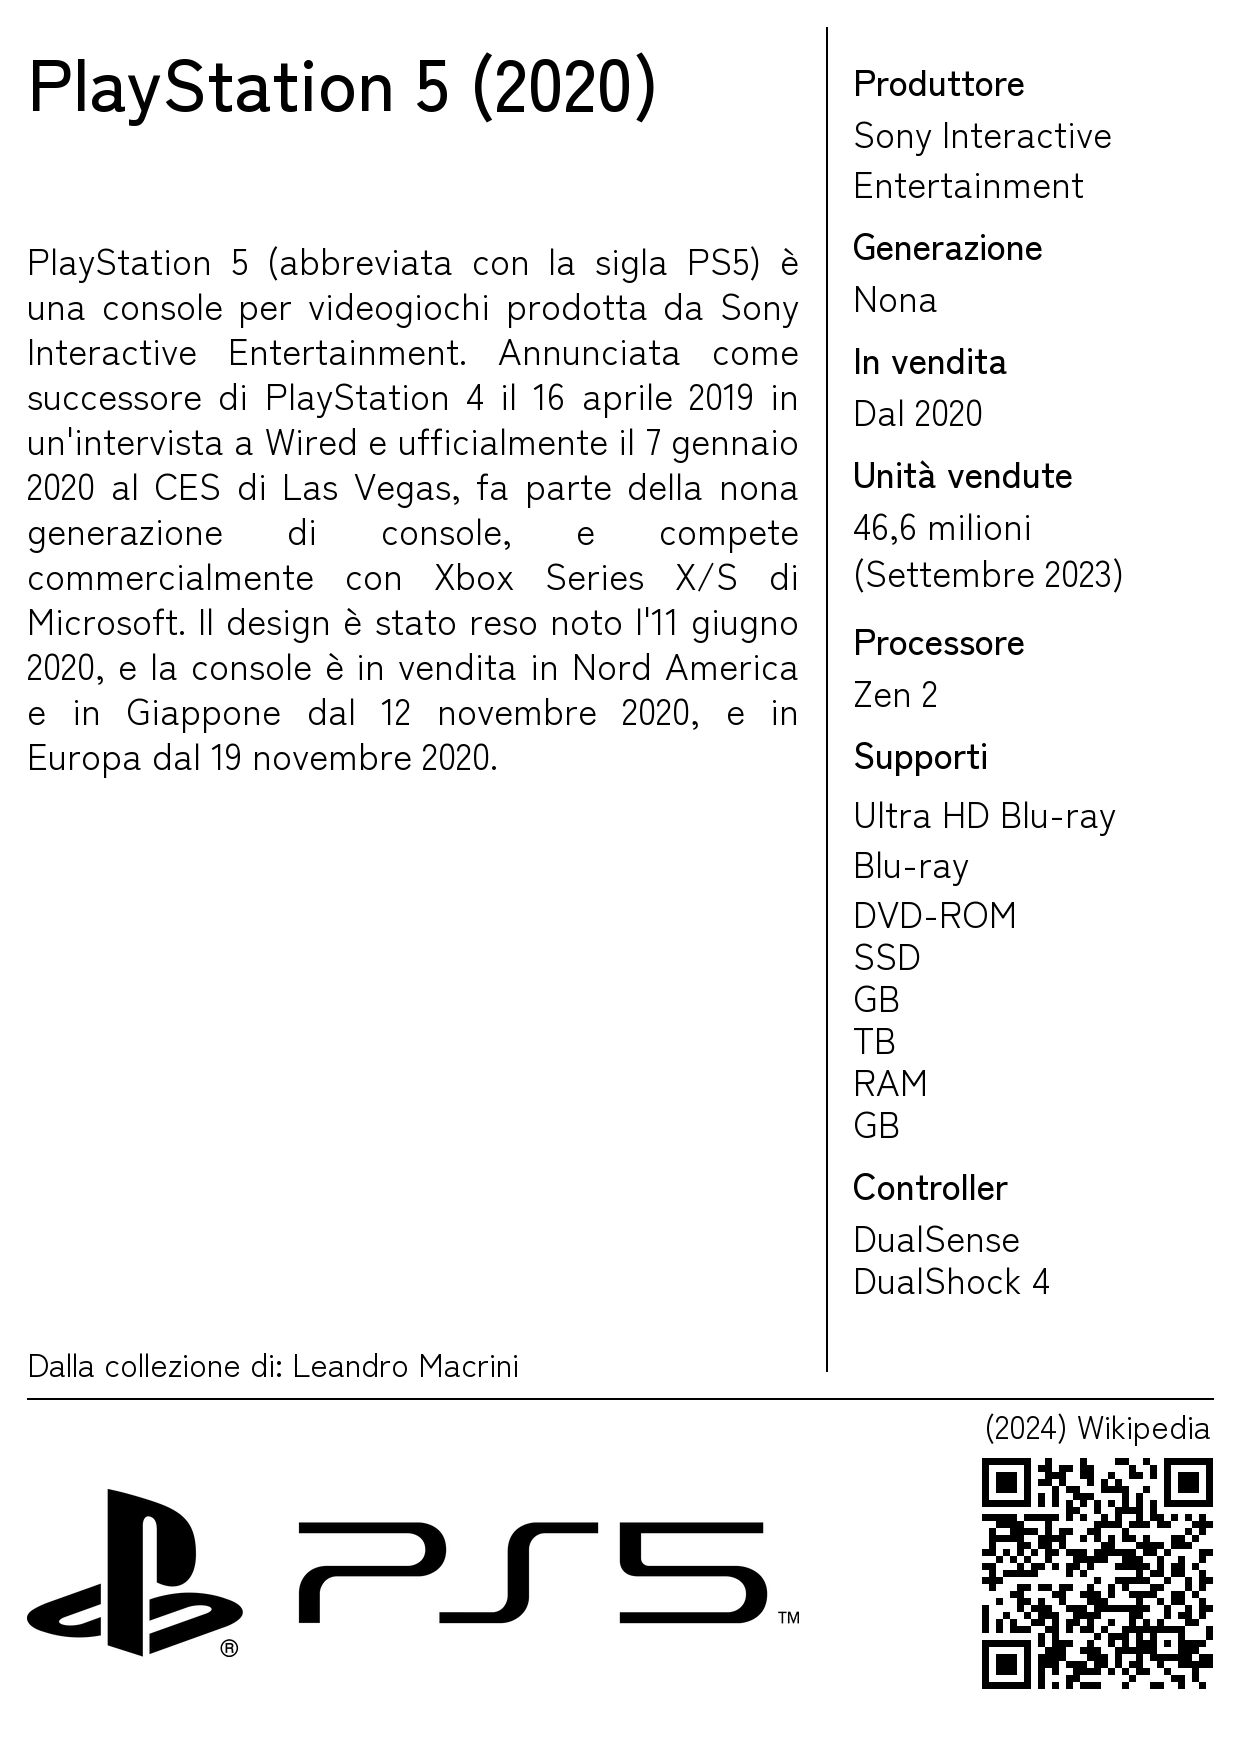 PlayStation 5 (2020)
PlayStation 5 (abbreviata con la sigla PS5) è
una console per videogiochi prodotta da Sony
Interactive Entertainment. Annunciata come
successore di PlayStation 4 il 16 aprile 2019 in
un'intervista a Wired e ufficialmente il 7 gennaio
2020 al CES di Las Vegas, fa parte della nona
generazione di console, e compete
commercialmente con Xbox Series X/S di
Microsoft. Il design è stato reso noto l'11 giugno
2020, e la console è in vendita in Nord America
e in Giappone dal 12 novembre 2020, e in
Europa dal 19 novembre 2020.
Dalla collezione di: Leandro Macrini
Produttore
Sony Interactive
Entertainment
Generazione
Nona
In vendita
Dal 2020
Unità vendute
46,6 milioni
(Settembre 2023)
Processore
Zen 2
Supporti
Ultra HD Blu-ray
Blu-ray
DVD-ROM
SSD
GB
TB
RAM
GB
Controller
DualSense
DualShock 4
(2024) Wikipedia
® PS5 ™